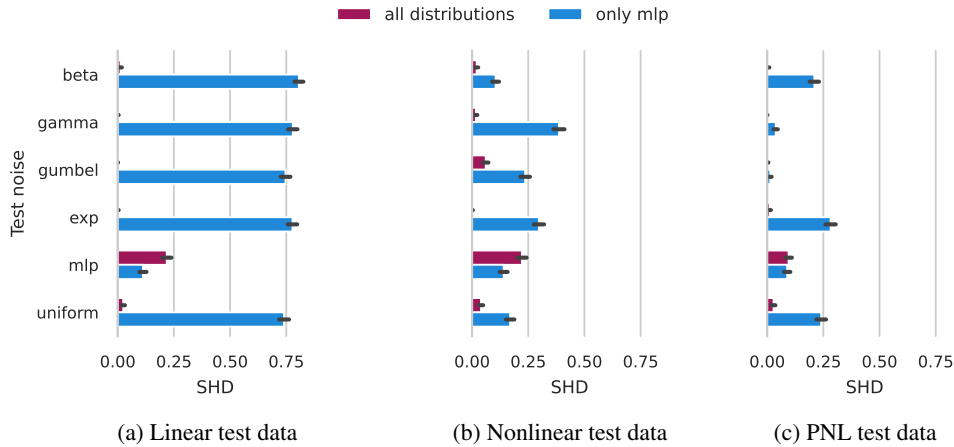 all distributions only mlp
Test noise
beta
gamma
gumbel
exp
mlp
uniform
0.00 0.25 0.50 0.75 0.00 0.25 0.50 0.75 0.00 0.25 0.50 0.75
SHD SHD SHD
(a) Linear test data (b) Nonlinear test data (c) PNL test data